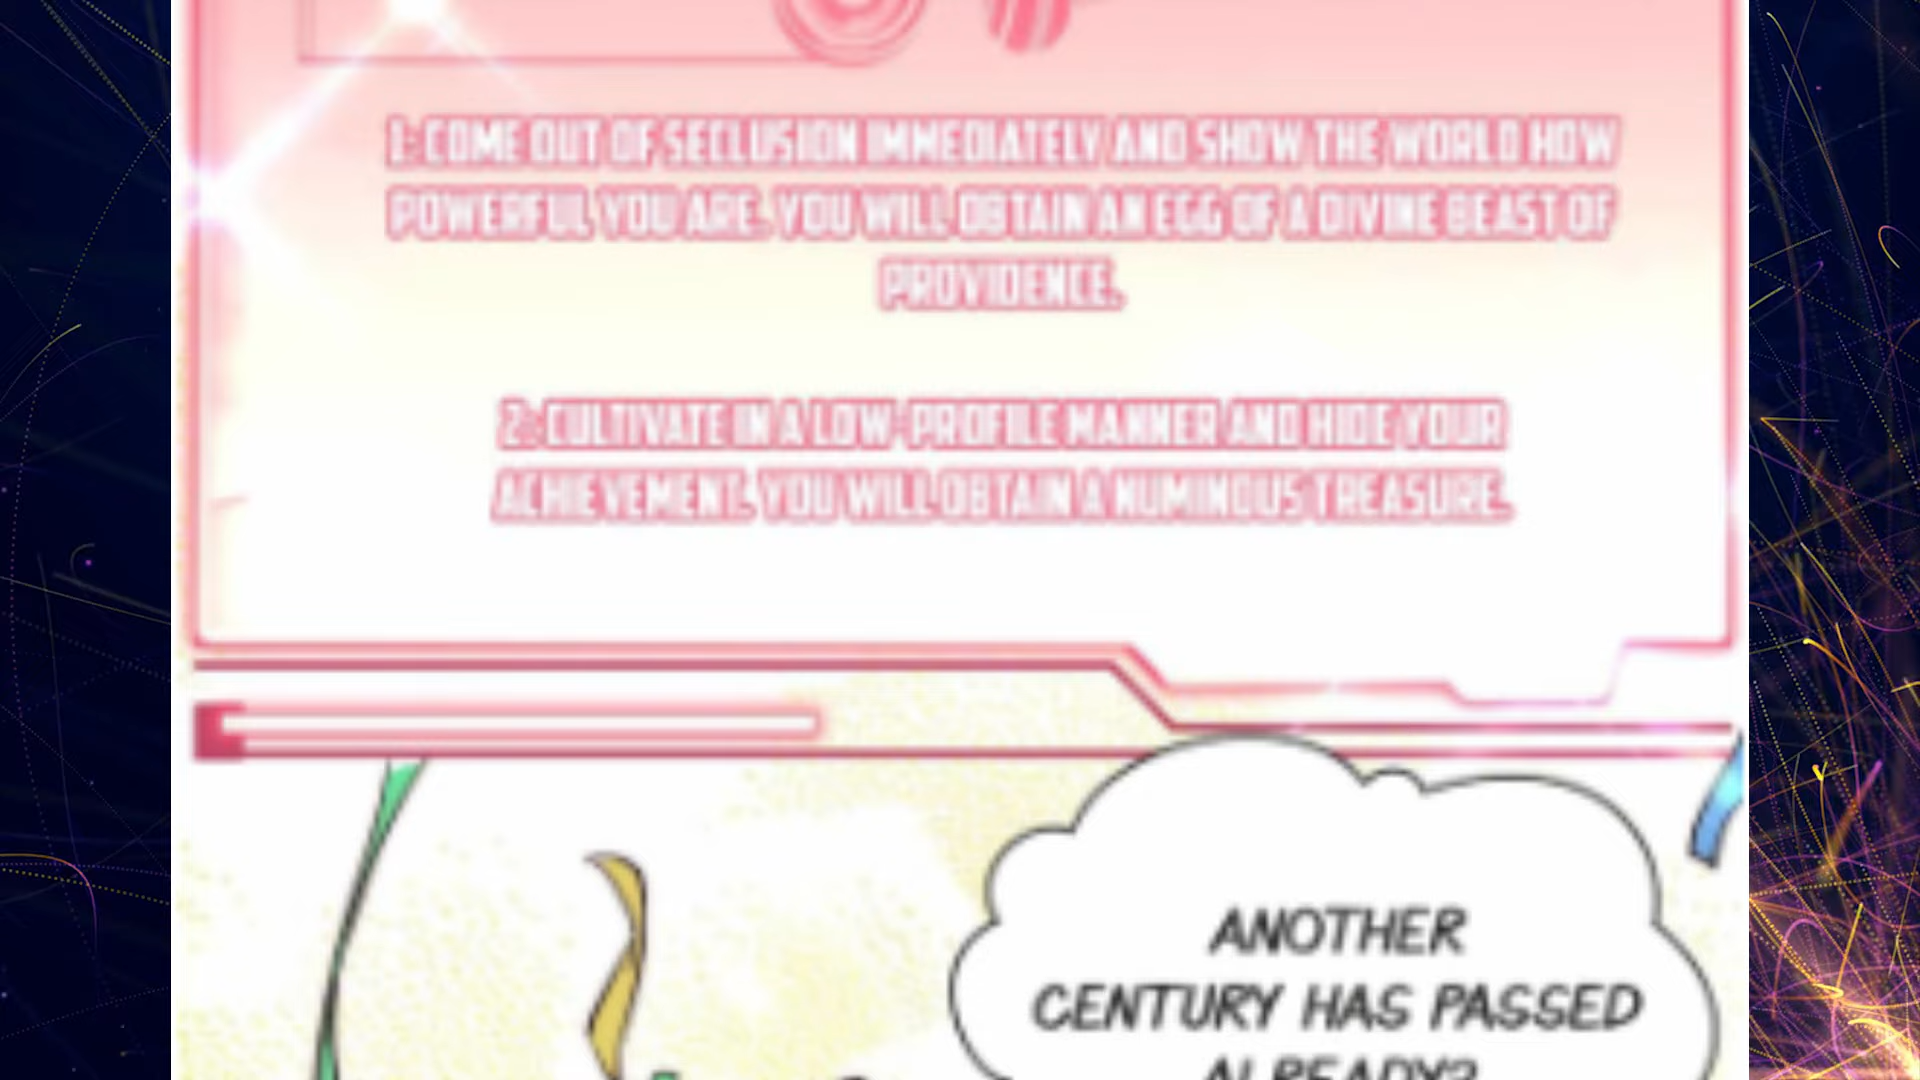 1: COME OUT OF SECLUSION IMMEDIATELY AND SHOW THE WORLD HOW
POWERFUL YOU ARE. YOU WILL OBTAIN AN EGG OF A DIVINE BEAST OF
PROVIDENCE.
2: CULTIVATE IN A LOW-PROFILE MANNER AND HIDE YOUR
ACHIEVEMENT. YOU WILL OBTAIN A NUMINOUS TREASURE.
ANOTHER
CENTURY HAS PASSED
ALREADY?